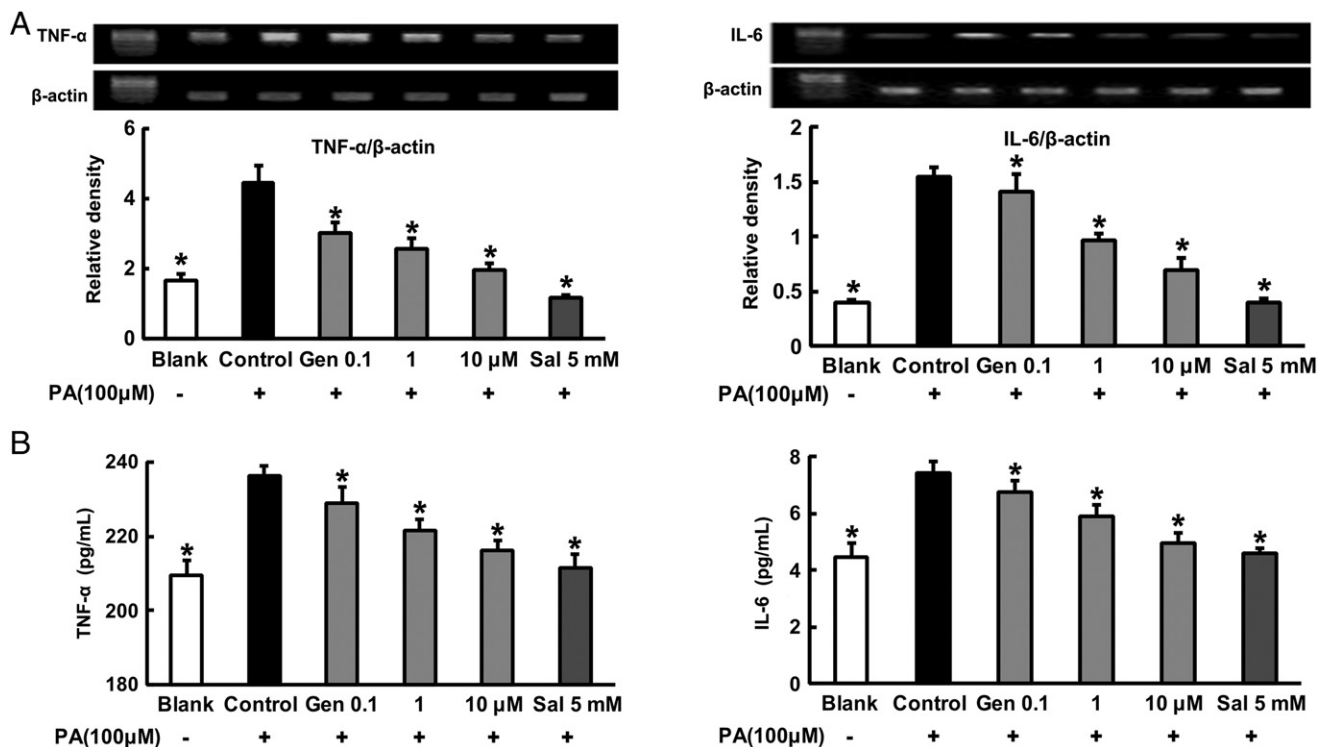 A
TNF-α
β-actin
TNF-α/β-actin
Relative density
6
4
2
0
* * * * *
Blank Control Gen 0.1 1 10 μM Sal 5 mM
PA(100μM) - + + + + +
IL-6
β-actin
IL-6/β-actin
Relative density
2
1.5
1
0.5
0
* * * * *
Blank Control Gen 0.1 1 10 μM Sal 5 mM
PA(100μM) - + + + + +
B
TNF-α (pg/mL)
240
220
200
180
* * * * *
Blank Control Gen 0.1 1 10 μM Sal 5 mM
PA(100μM) - + + + + +
IL-6 (pg/mL)
8
6
4
2
0
* * * * *
Blank Control Gen 0.1 1 10 μM Sal 5 mM
PA(100μM) - + + + + +